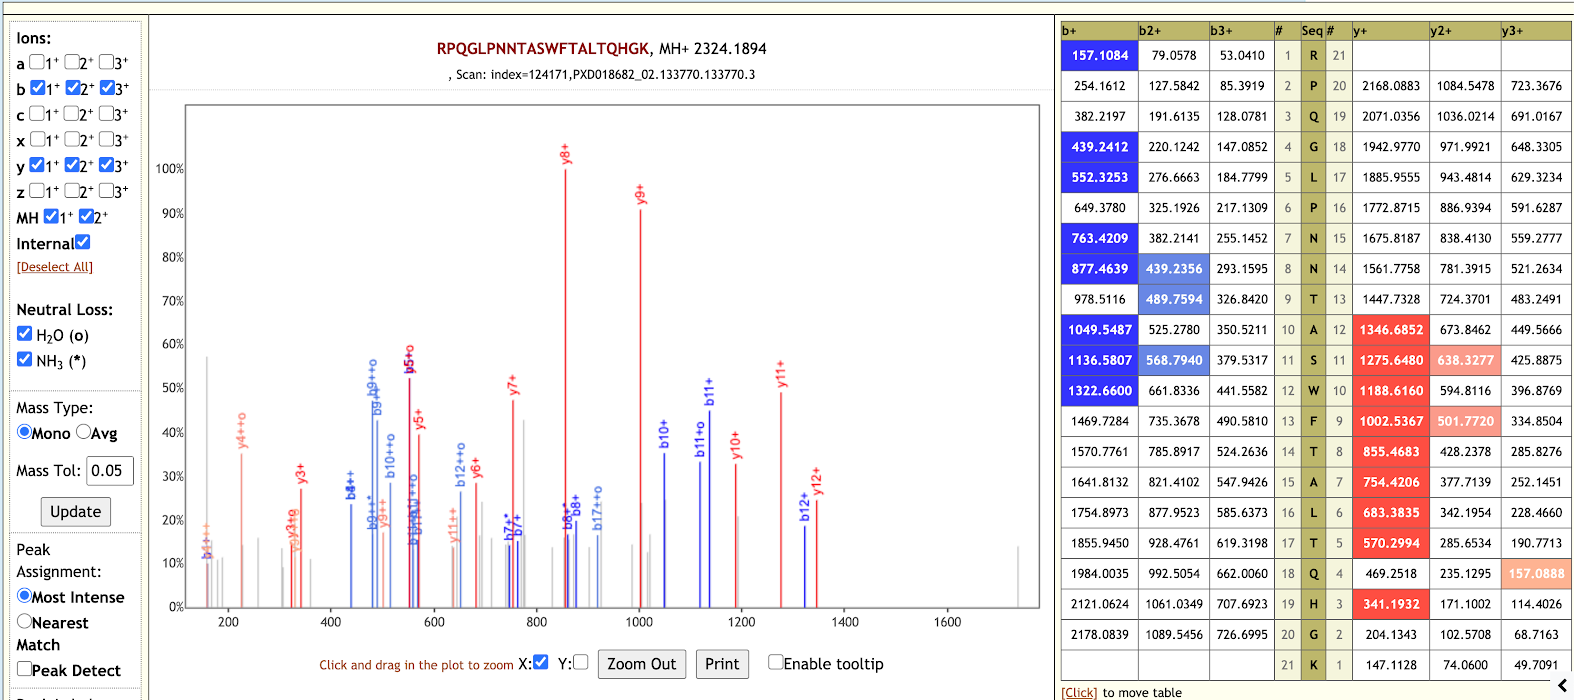 Ions:
a 1+ 2+ 3+
b 1+ 2+ 3+
c 1+ 2+ 3+
x 1+ 2+ 3+
y 1+ 2+ 3+
z 1+ 2+ 3+
MH 1+ 2+
Internal
[Deselect All]
Neutral Loss:
H2O (o)
NH3 (*)
Mass Type:
Mono Avg
Mass Tol: 0.05
Update
Peak
Assignment:
Most Intense
Nearest
Match
Peak Detect
RPQGLPNNTASWFTALTQHGK, MH+ 2324.1894
, Scan: index=124171,PXD018682_02.133770.133770.3
100%
90%
80%
70%
60%
50%
40%
30%
20%
10%
0%
y4++o
y3+o
y3+
b9++o
b9++*
y9++
b10++o
b5+
y5+
y11++
b12++o
y6+
b7+*
b7+
y7+
y8+
b8+*
b8+
b17++o
y9+
b10+
b11+o
b11+
y10+
y11+
b12+
y12+
200 400 600 800 1000 1200 1400 1600
Click and drag in the plot to zoom X: Y: Zoom Out Print Enable tooltip
b+ b2+ b3+ # Seq # y+ y2+ y3+
157.1084 79.0578 53.0410 1 R 21
254.1612 127.5842 85.3919 2 P 20 2168.0883 1084.5478 723.3676
382.2197 191.6135 128.0781 3 Q 19 2071.0356 1036.0214 691.0167
439.2412 220.1242 147.0852 4 G 18 1942.9770 971.9921 648.3305
552.3253 276.6663 184.7799 5 L 17 1885.9555 943.4814 629.3234
649.3780 325.1926 217.1309 6 P 16 1772.8715 886.9394 591.6287
763.4209 382.2141 255.1452 7 N 15 1675.8187 838.4130 559.2777
877.4639 439.2356 293.1595 8 N 14 1561.7758 781.3915 521.2634
978.5116 489.7594 326.8420 9 T 13 1447.7328 724.3701 483.2491
1049.5487 525.2780 350.5211 10 A 12 1346.6852 673.8462 449.5666
1136.5807 568.7940 379.5317 11 S 11 1275.6480 638.3277 425.8875
1322.6600 661.8336 441.5582 12 W 10 1188.6160 594.8116 396.8769
1469.7284 735.3678 490.5810 13 F 9 1002.5367 501.7720 334.8504
1570.7761 785.8917 524.2636 14 T 8 855.4683 428.2378 285.8276
1641.8132 821.4102 547.9426 15 A 7 754.4206 377.7139 252.1451
1754.8973 877.9523 585.6373 16 L 6 683.3835 342.1954 228.4660
1855.9450 928.4761 619.3198 17 T 5 570.2994 285.6534 190.7713
1984.0035 992.5054 662.0060 18 Q 4 469.2518 235.1295 157.0888
2121.0624 1061.0349 707.6923 19 H 3 341.1932 171.1002 114.4026
2178.0839 1089.5456 726.6995 20 G 2 204.1343 102.5708 68.7163
21 K 1 147.1128 74.0600 49.7091
[Click] to move table